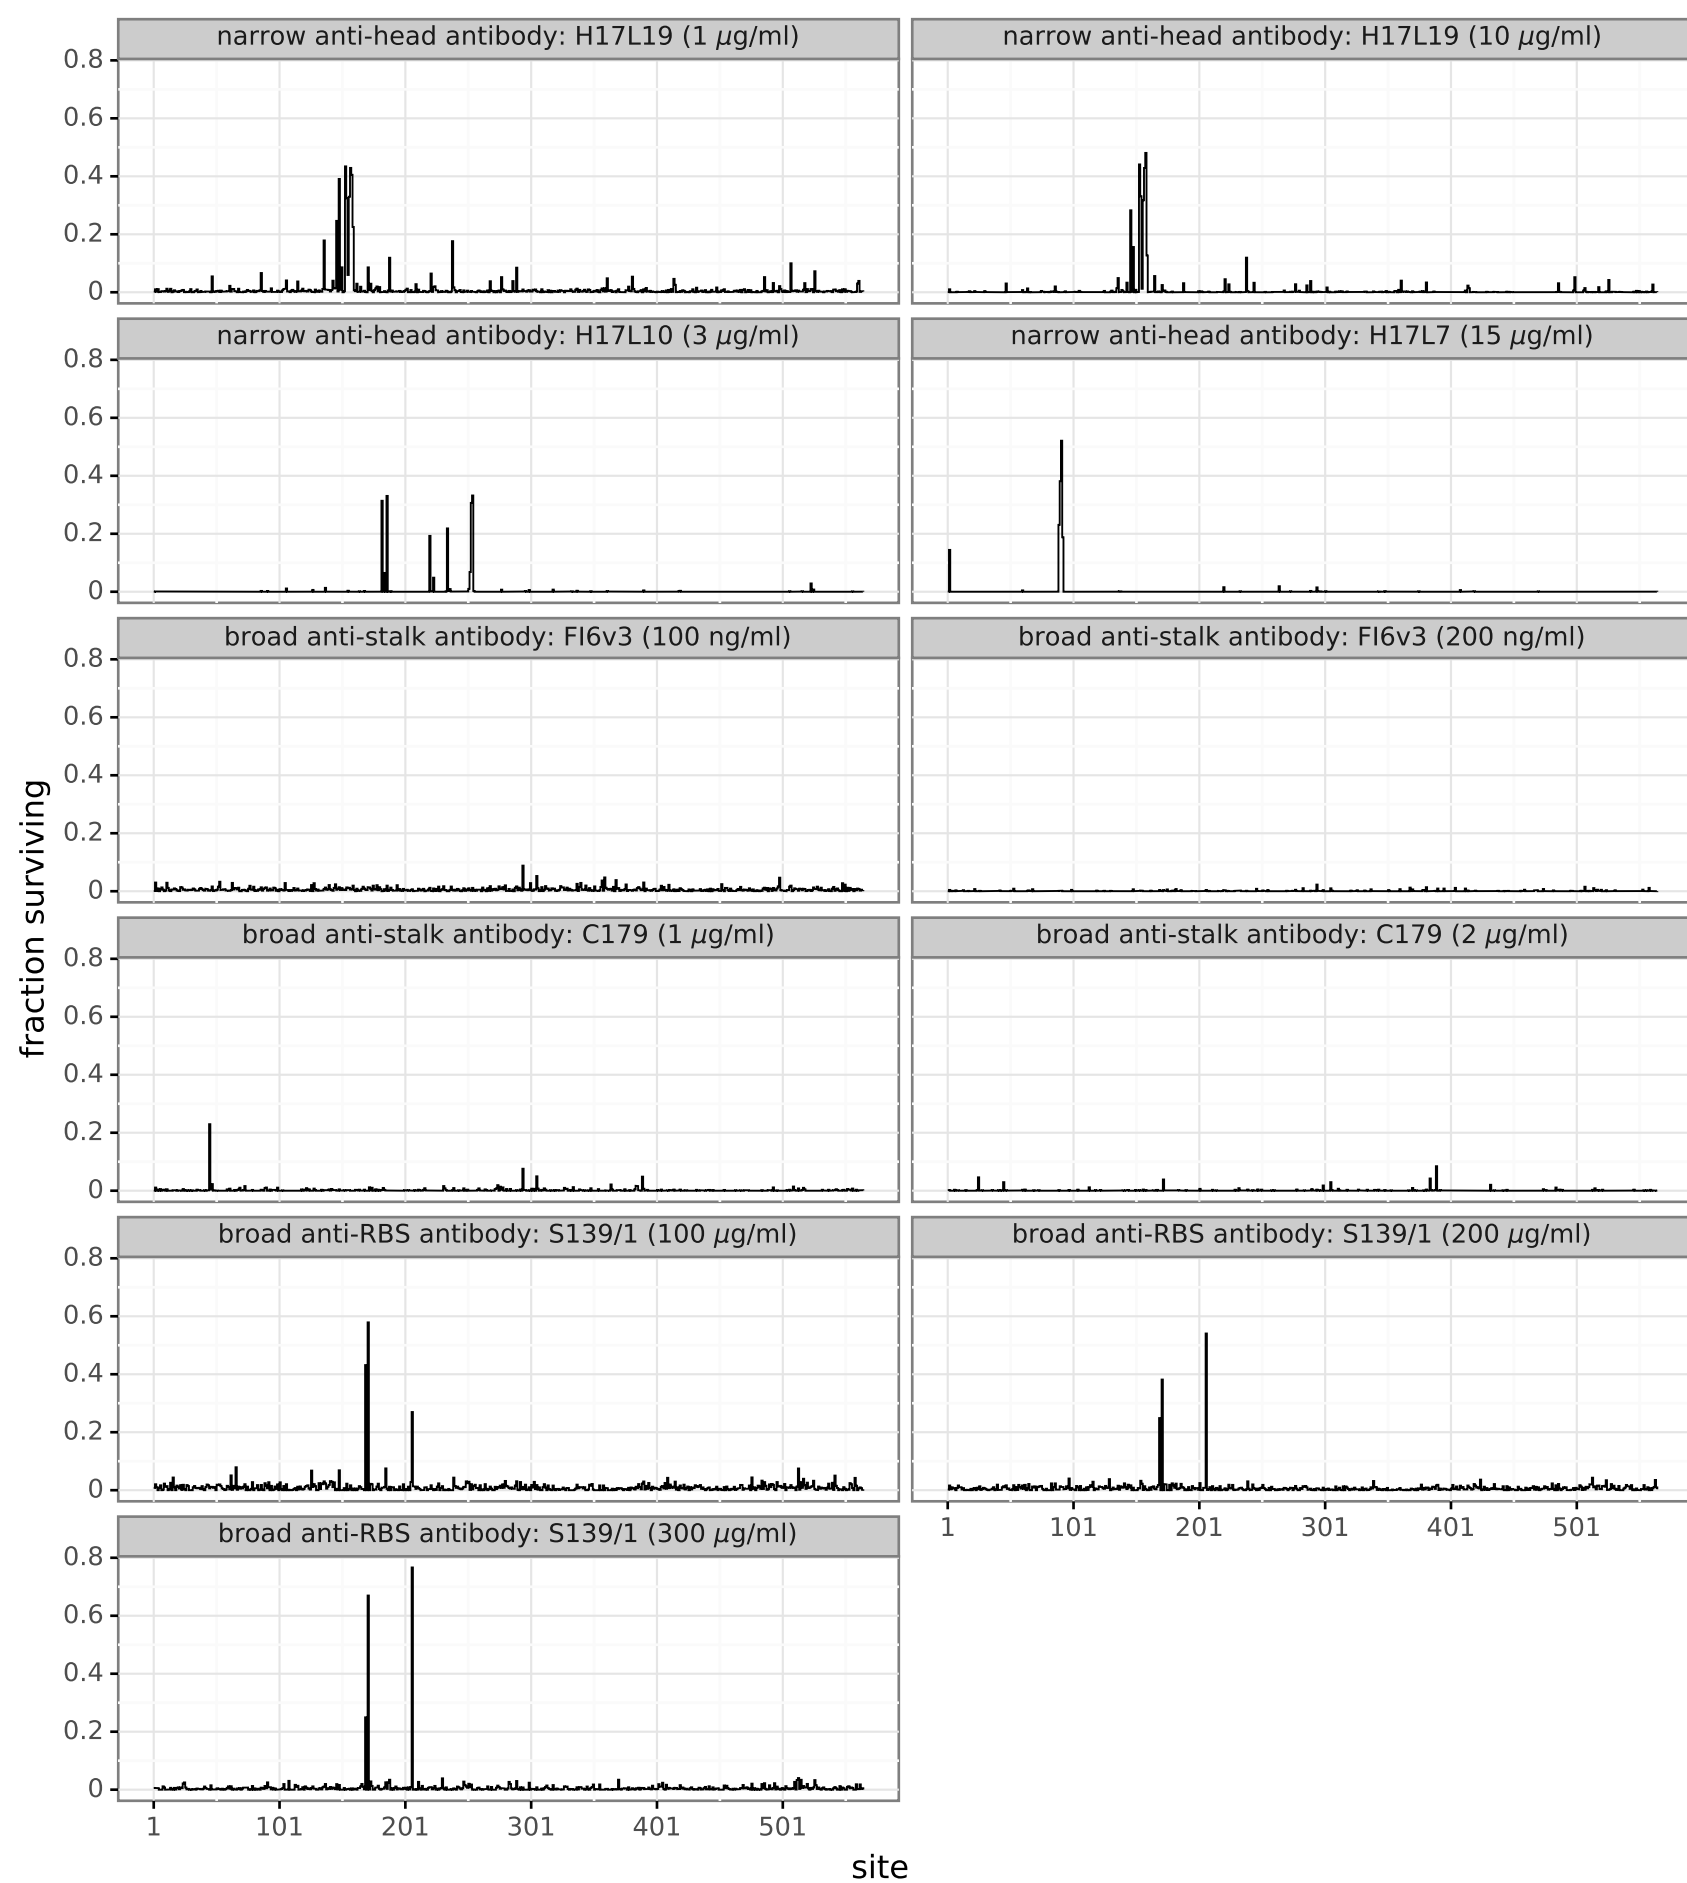 narrow anti-head antibody: H17L19 (1 μg/ml)
narrow anti-head antibody: H17L19 (10 μg/ml)
0.8
0.6
0.4
0.2
0
narrow anti-head antibody: H17L10 (3 μg/ml)
narrow anti-head antibody: H17L7 (15 μg/ml)
0.8
0.6
0.4
0.2
0
broad anti-stalk antibody: FI6v3 (100 ng/ml)
broad anti-stalk antibody: FI6v3 (200 ng/ml)
0.8
0.6
0.4
0.2
0
fraction surviving
broad anti-stalk antibody: C179 (1 μg/ml)
broad anti-stalk antibody: C179 (2 μg/ml)
0.8
0.6
0.4
0.2
0
broad anti-RBS antibody: S139/1 (100 μg/ml)
broad anti-RBS antibody: S139/1 (200 μg/ml)
0.8
0.6
0.4
0.2
0
1 101 201 301 401 501
broad anti-RBS antibody: S139/1 (300 μg/ml)
0.8
0.6
0.4
0.2
0
1 101 201 301 401 501
site